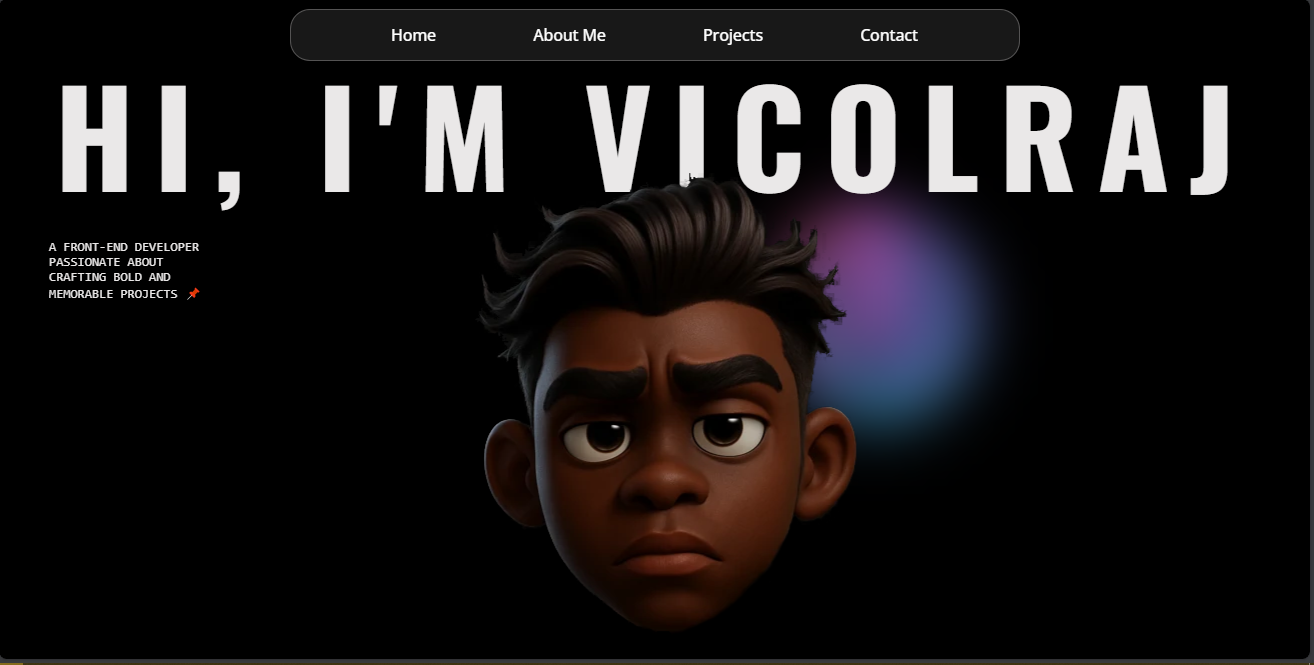 Home About Me Projects Contact
HI, I'M VICOLRAJ
A FRONT-END DEVELOPER
PASSIONATE ABOUT
CRAFTING BOLD AND
MEMORABLE PROJECTS 📌